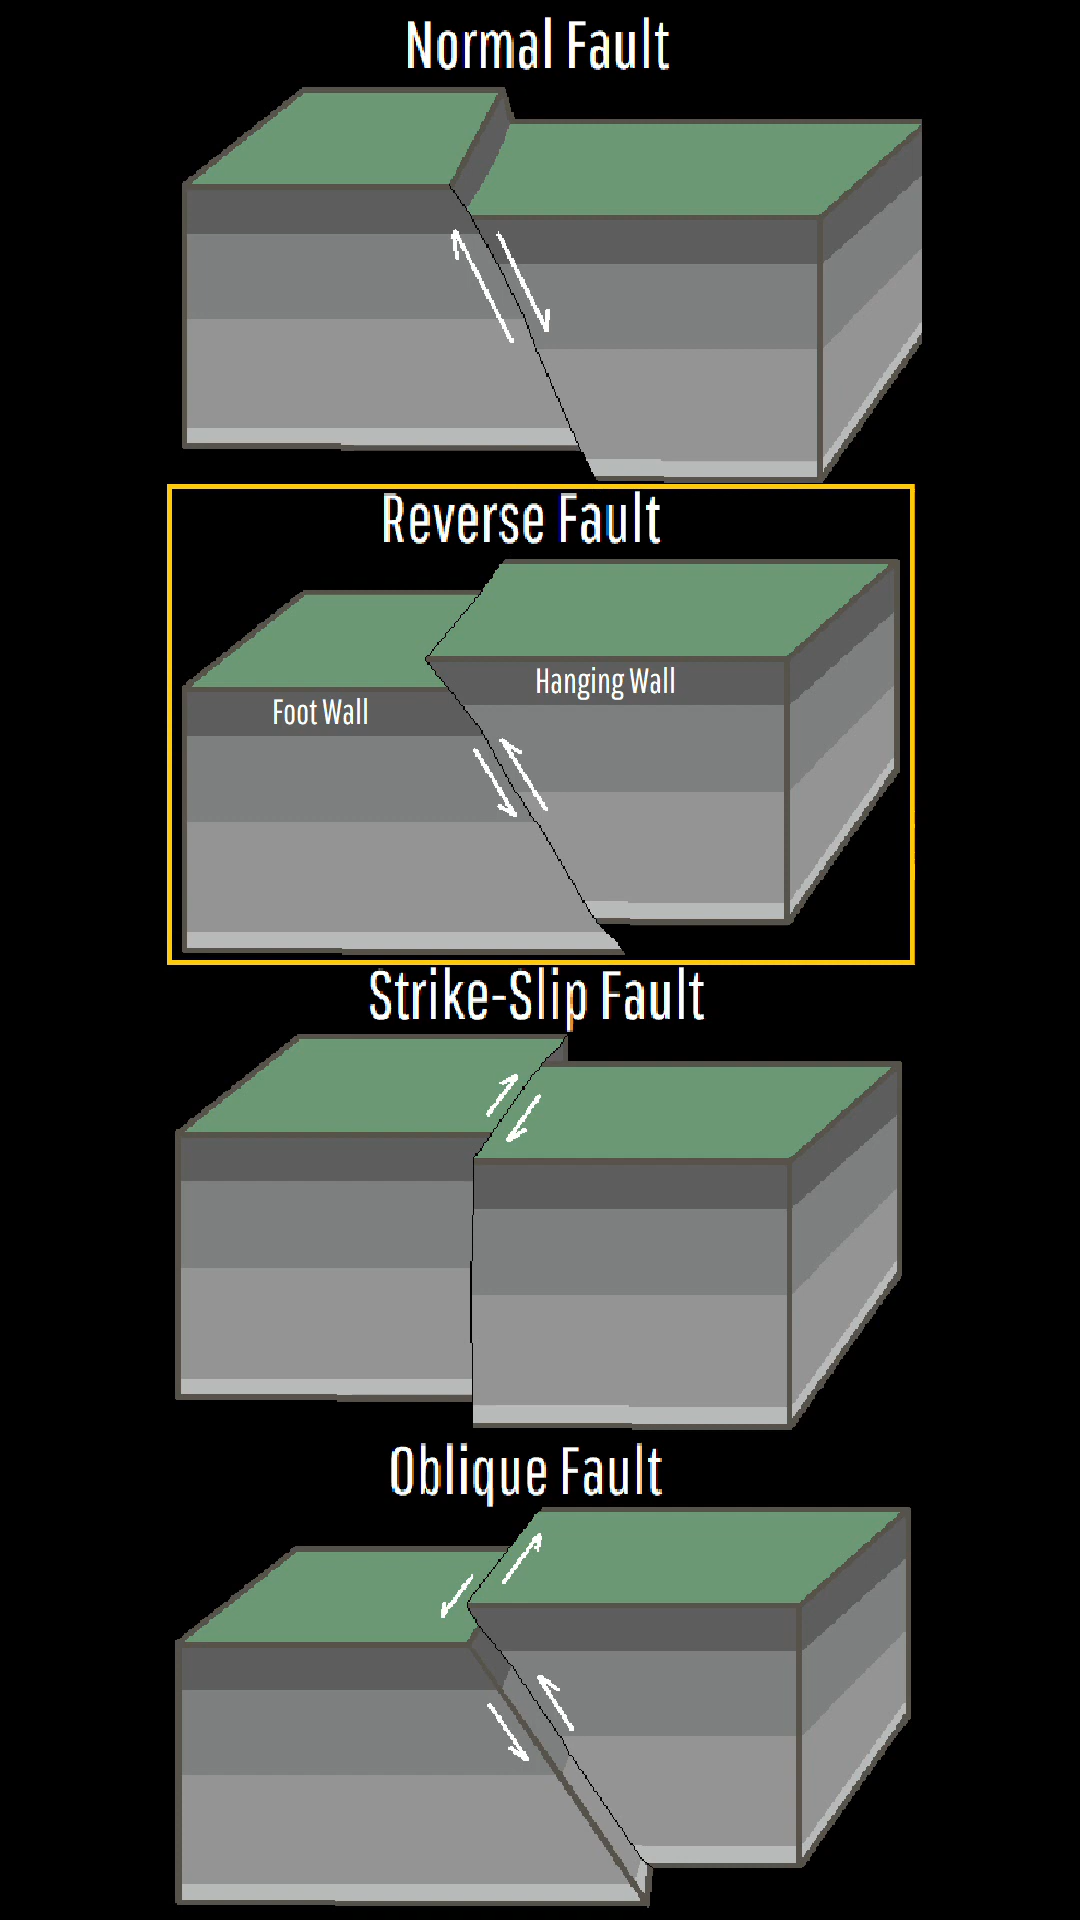 Normal Fault
Reverse Fault
Hanging Wall
Foot Wall
Strike-Slip Fault
Oblique Fault